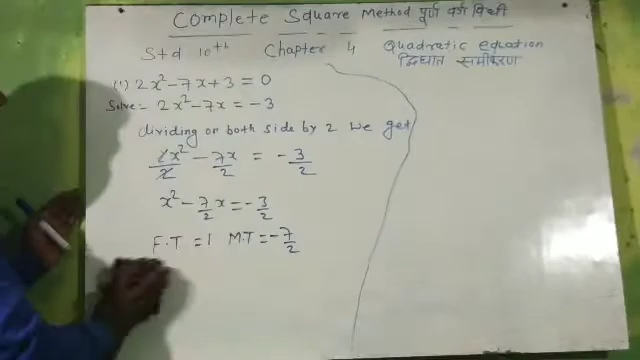 Complete Square Method पूर्ण वर्ग विधी
Std 10th Chapter 4 Quadretic equation
द्विघात समीकरण
(1) 2x² - 7x + 3 = 0
Solve:- 2x² - 7x = - 3
dividing on both side by 2 we get
2x²/2 - 7x/2 = - 3/2
x² - 7/2 x = - 3/2
F.T = 1 M.T = - 7/2